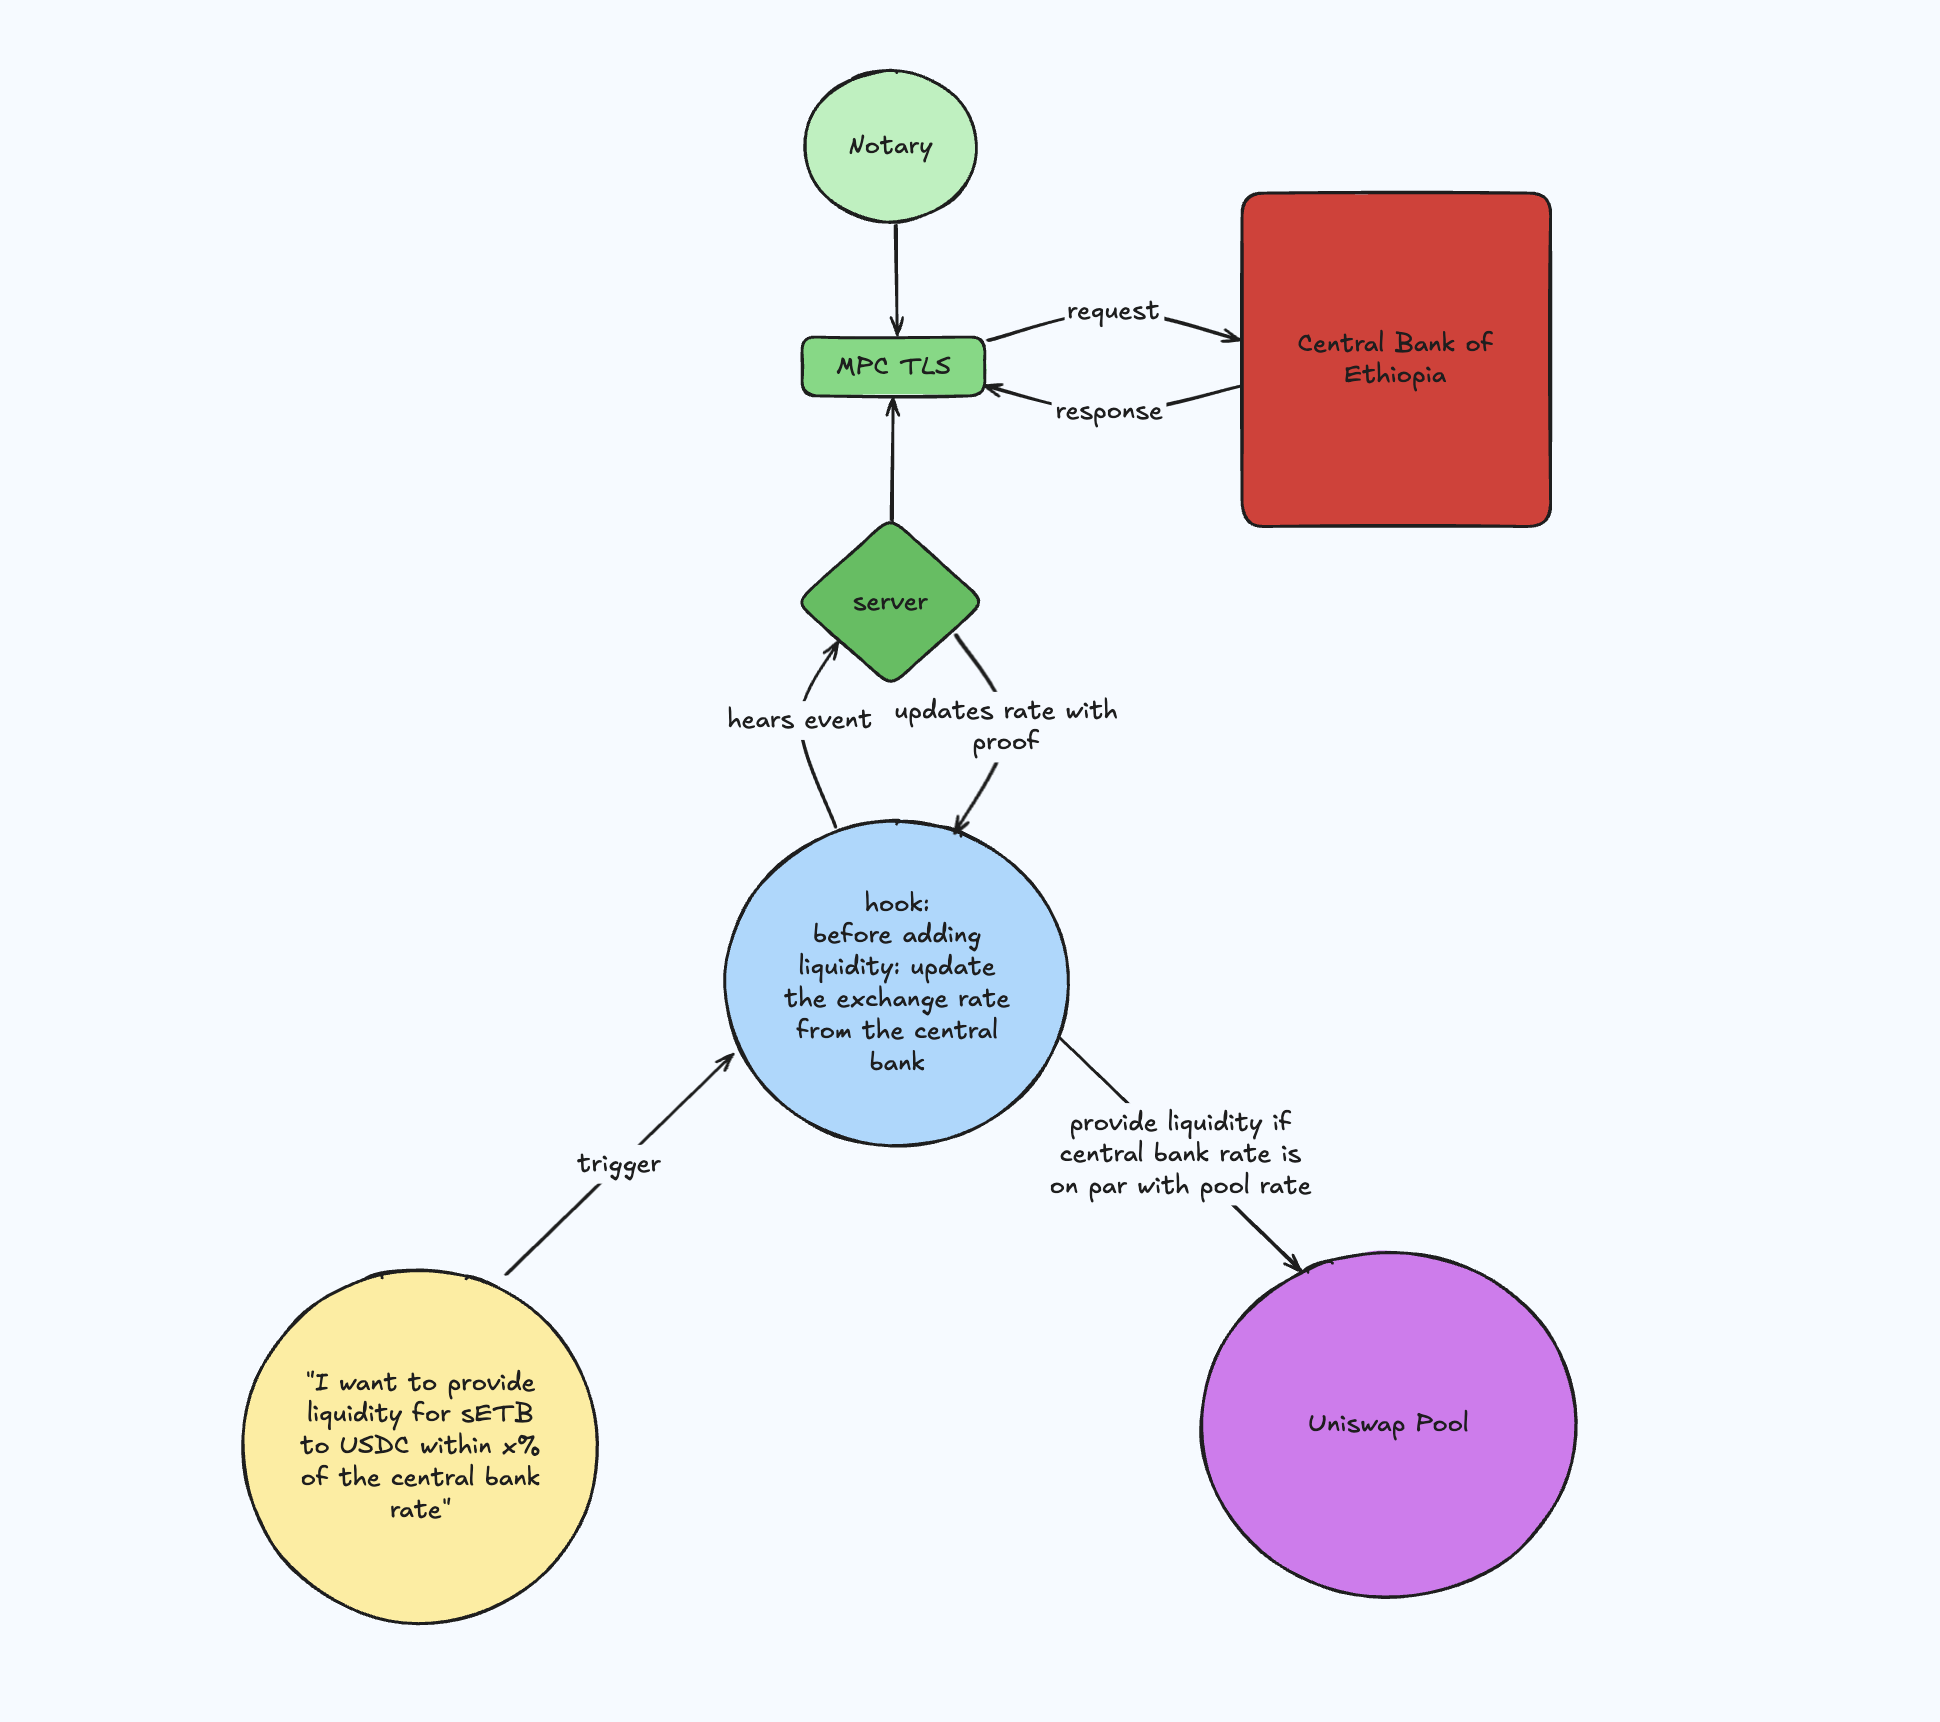 Notary
MPC TLS
request
response
Central Bank of
Ethiopia
server
hears event
updates rate with
proof
hook:
before adding
liquidity: update
the exchange rate
from the central
bank
trigger
provide liquidity if
central bank rate is
on par with pool rate
"I want to provide
liquidity for sETB
to USDC within x%
of the central bank
rate"
Uniswap Pool